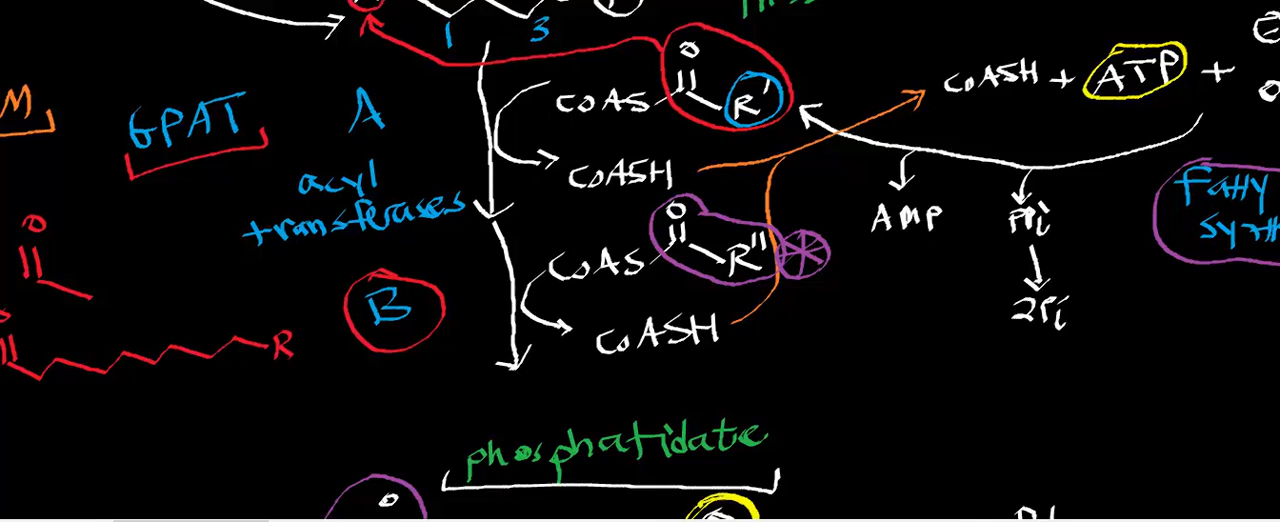 1 3
O
COAS R'
COASH + ATP +
M
GPAT
A
acyl
transferases
COASH
O
O
COAS R"
AMP
PPi
Fatty
synth
B
COASH
2Pi
O
R
phosphatidate
O